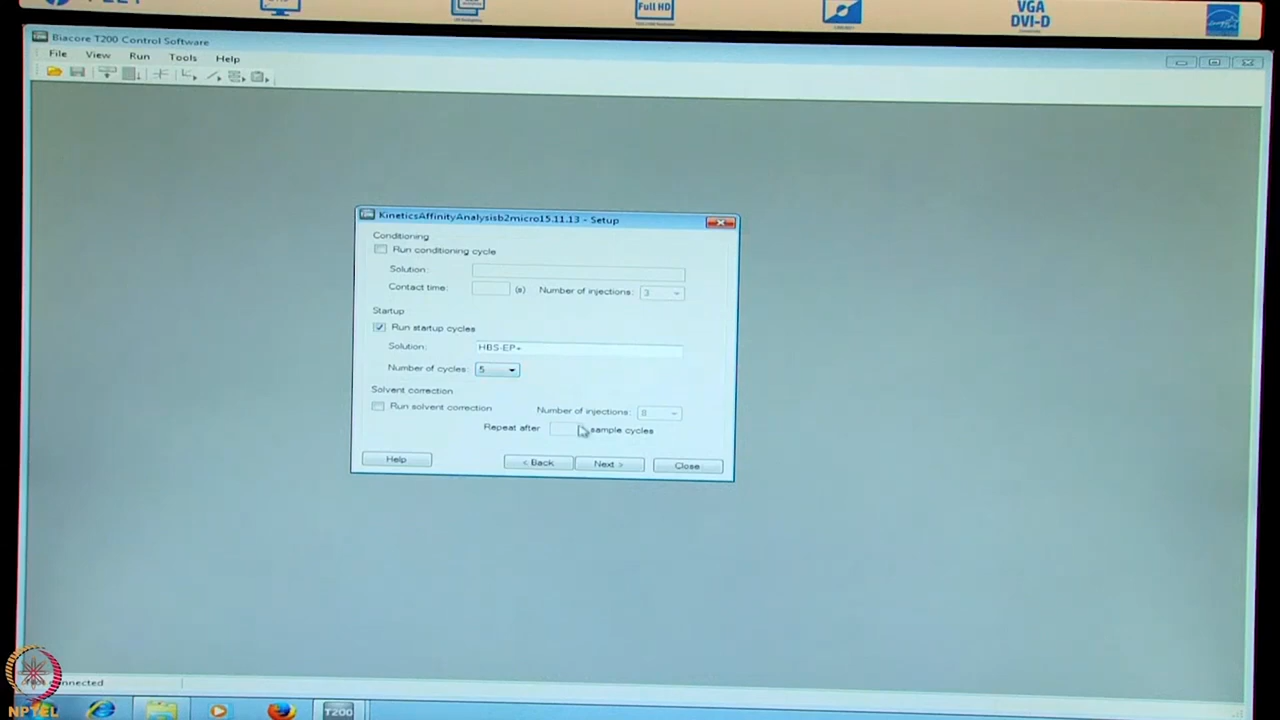 Full HD
VGA
DVI-D
Biacore T200 Control Software
File View Run Tools Help
KineticsAffinityAnalysisb2micro15.11.13 - Setup
Conditioning
Run conditioning cycle
Solution:
Contact time: (s) Number of injections: 3
Startup
Run startup cycles
Solution: HBS-EP+
Number of cycles: 5
Solvent correction
Run solvent correction Number of injections: 8
Repeat after sample cycles
Help < Back Next > Close
connected
NPTEL T200